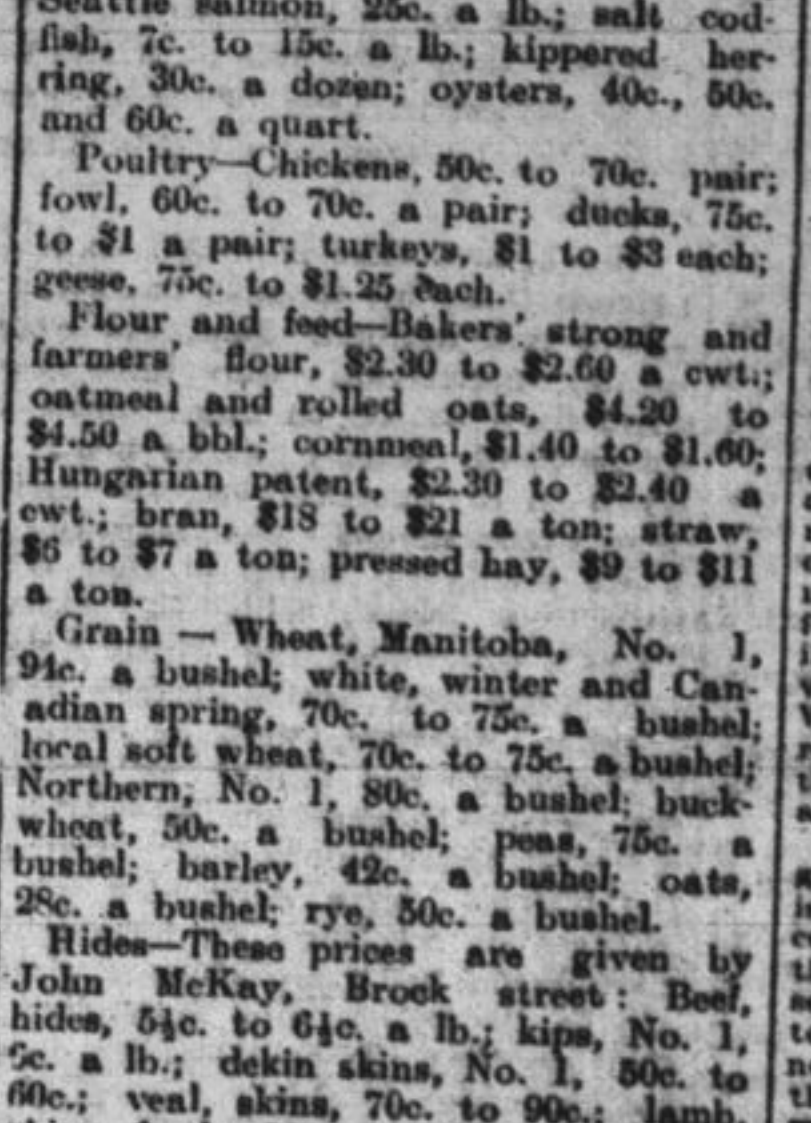 Seattle salmon, 25c. a lb.; salt cod-
fish, 7c. to 15c. a lb.; kippered her-
ring, 30c. a dozen; oysters, 40c., 50c.
and 60c. a quart.
Poultry—Chickens, 50c. to 70c. pair;
fowl, 60c. to 70c. a pair; ducks, 75c.
to $1 a pair; turkeys, $1 to $3 each;
geese, 75c. to $1.25 each.
Flour and feed—Bakers' strong and
farmers' flour, $2.30 to $2.60 a cwt.;
oatmeal and rolled oats, $4.20 to
$4.50 a bbl.; cornmeal, $1.40 to $1.60;
Hungarian patent, $2.30 to $2.40 a
cwt.; bran, $18 to $21 a ton; straw,
$6 to $7 a ton; pressed hay, $9 to $11
a ton.
Grain — Wheat, Manitoba, No. 1,
a bushel; white, winter and Can-
adian spring, 70c. to 75c. a bushel;
local soft wheat, 70c. to 75c. a bushel;
Northern, No. 1, 80c. a bushel; buck-
wheat, 50c. a bushel; peas, 75c. a
bushel; barley, 42c. a bushel; oats,
28c. a bushel; rye, 50c. a bushel.
Hides—These prices are given by
John McKay, Brock street: Beef,
hides, 5½c. to 6½c. a lb.; kips, No. 1,
a lb.; dekin skins, No. 1, 50c. to
60c.; veal, skins, 70c. to 90c.; lamb,